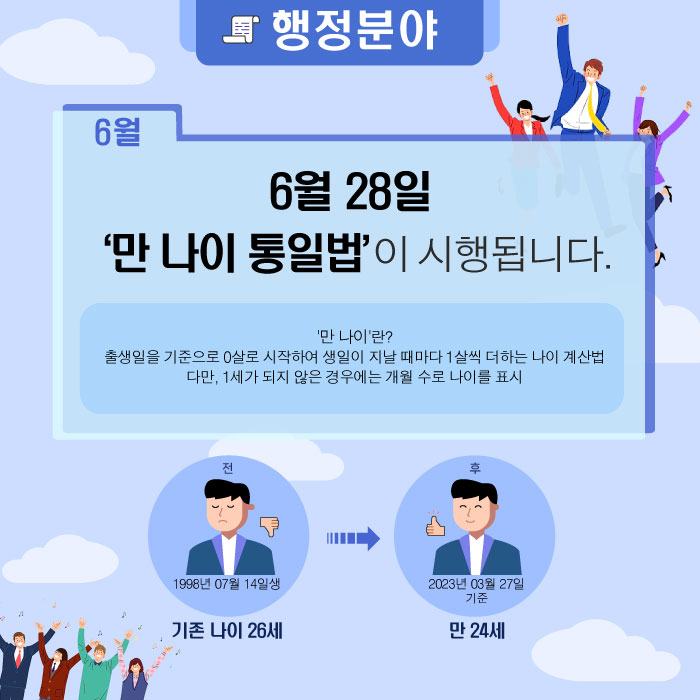 행정분야
6월
6월 28일
‘만 나이 통일법’이 시행됩니다.
'만 나이'란?
출생일을 기준으로 0살로 시작하여 생일이 지날 때마다 1살씩 더하는 나이 계산법
다만, 1세가 되지 않은 경우에는 개월 수로 나이를 표시
전
1998년 07월 14일생
기존 나이 26세
후
2023년 03월 27일
기준
만 24세